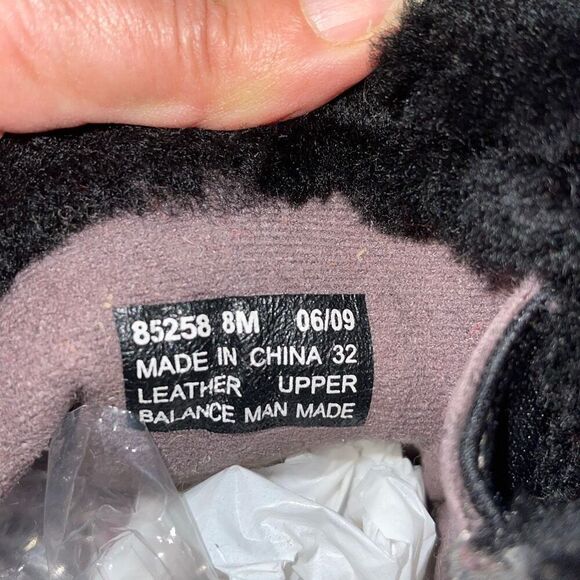 85258 8M 06/09
MADE IN CHINA 32
LEATHER UPPER
BALANCE MAN MADE